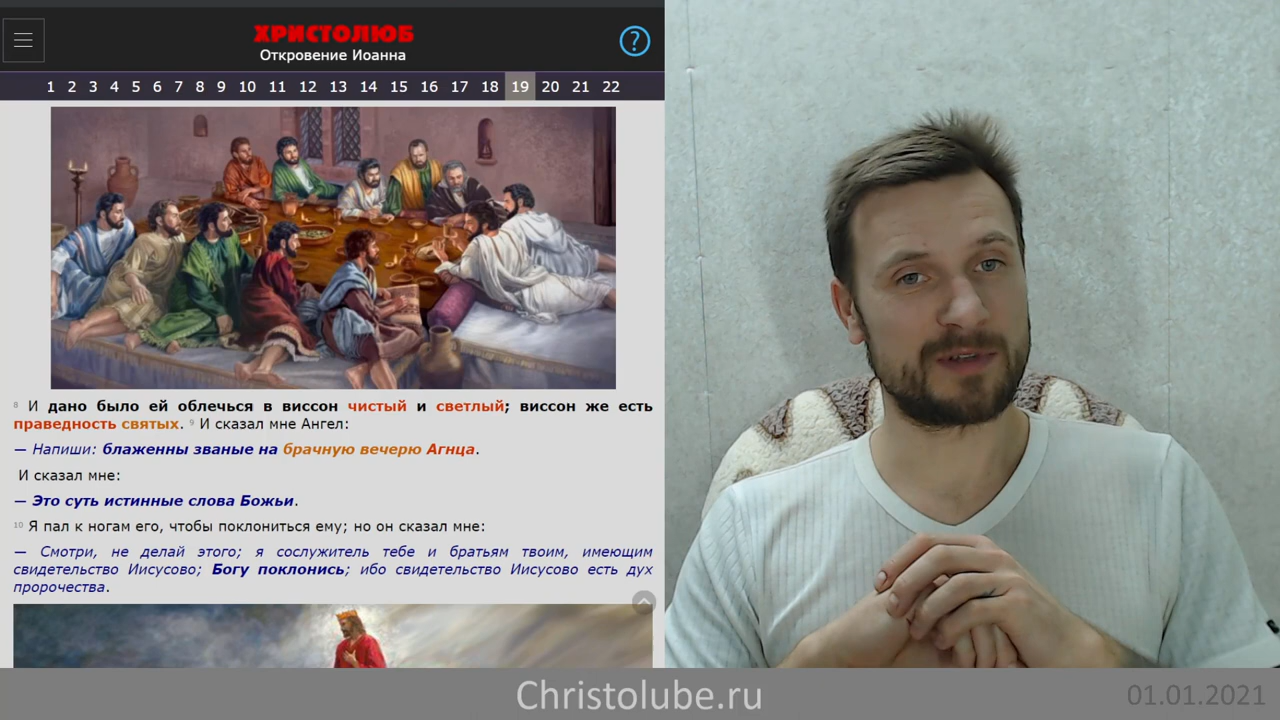 ХРИСТОЛЮБ
Откровение Иоанна
?
1 2 3 4 5 6 7 8 9 10 11 12 13 14 15 16 17 18 19 20 21 22
8 И дано было ей облечься в виссон чистый и светлый; виссон же есть
праведность святых. 9 И сказал мне Ангел:
— Напиши: блаженны званые на брачную вечерю Агнца.
И сказал мне:
— Это суть истинные слова Божьи.
10 Я пал к ногам его, чтобы поклониться ему; но он сказал мне:
— Смотри, не делай этого; я сослужитель тебе и братьям твоим, имеющим
свидетельство Иисусово; Богу поклонись; ибо свидетельство Иисусово есть дух
пророчества.
Christolube.ru
01.01.2021